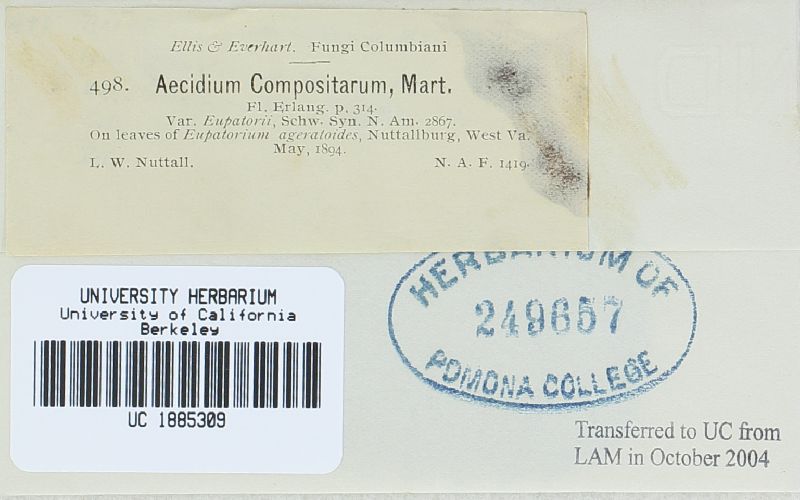 Ellis & Everhart. Fungi Columbiani
498. Aecidium Compositarum, Mart.
Fl. Erlang. p. 314.
Var. Eupatorii, Schw. Syn. N. Am. 2867.
On leaves of Eupatorium ageratoides, Nuttallburg, West Va.
May, 1894.
L. W. Nuttall. N. A. F. 1419.
UNIVERSITY HERBARIUM
University of California
Berkeley
UC 1885309
HERBARIUM OF
249657
POMONA COLLEGE
Transferred to UC from
LAM in October 2004